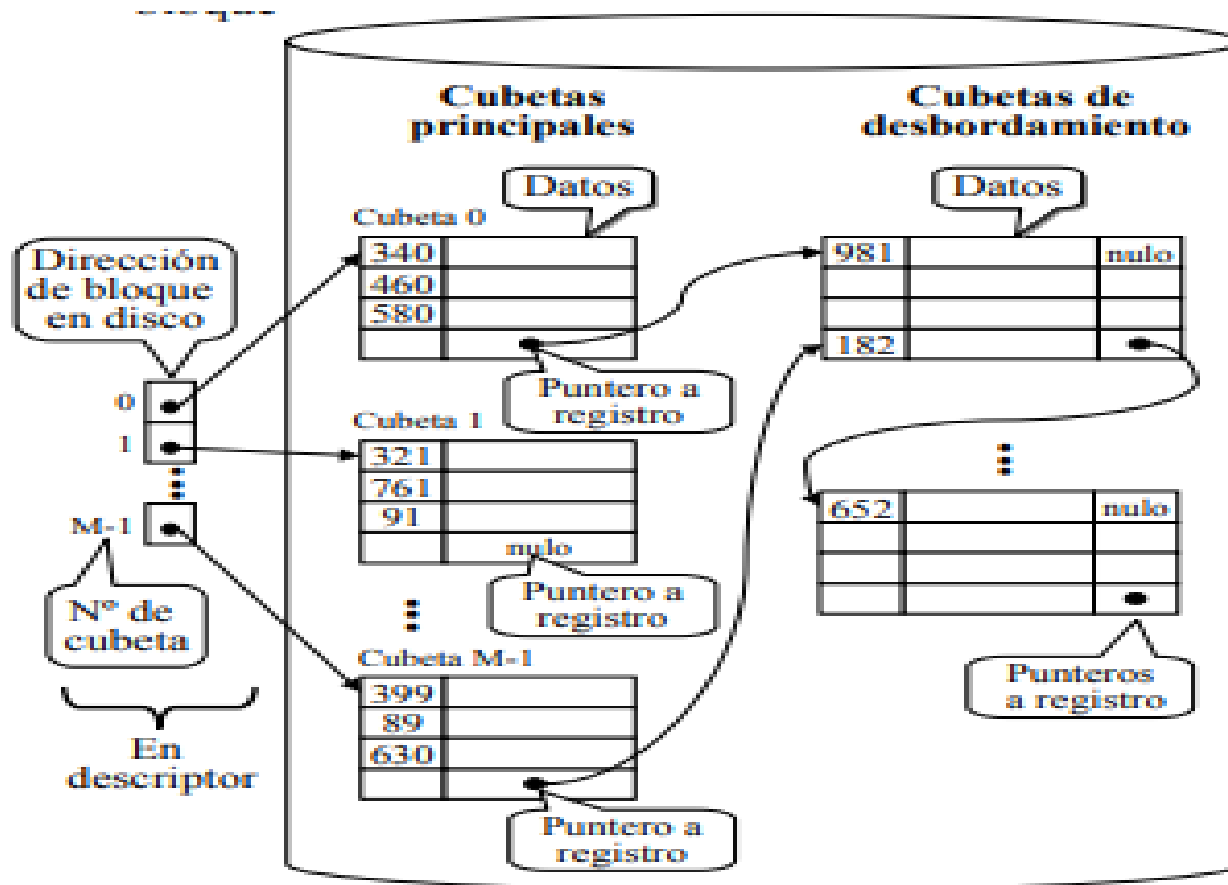 Cubetas
principales
Cubetas de
desbordamiento
Datos
Datos
Cubeta 0
340
460
580
981
nulo
182
Dirección
de bloque
en disco
0
1
M-1
Nº de
cubeta
En
descriptor
Puntero a
registro
Cubeta 1
321
761
91
nulo
Puntero a
registro
652
nulo
Punteros
a registro
Cubeta M-1
399
89
630
Puntero a
registro